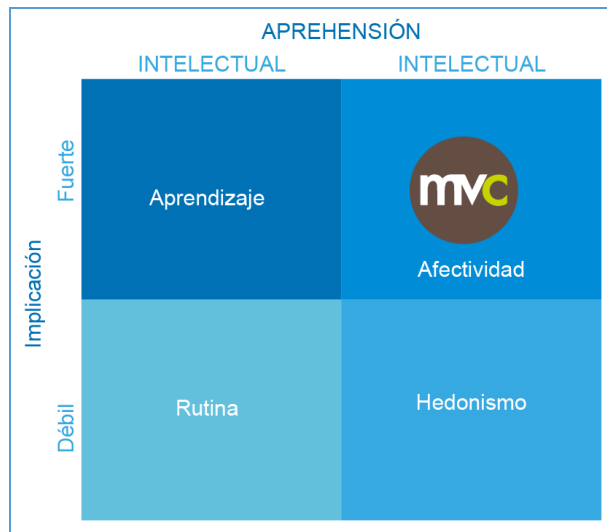 APREHENSIÓN
INTELECTUAL INTELECTUAL
Fuerte
Implicación
Débil
Aprendizaje
mvc
Afectividad
Rutina
Hedonismo